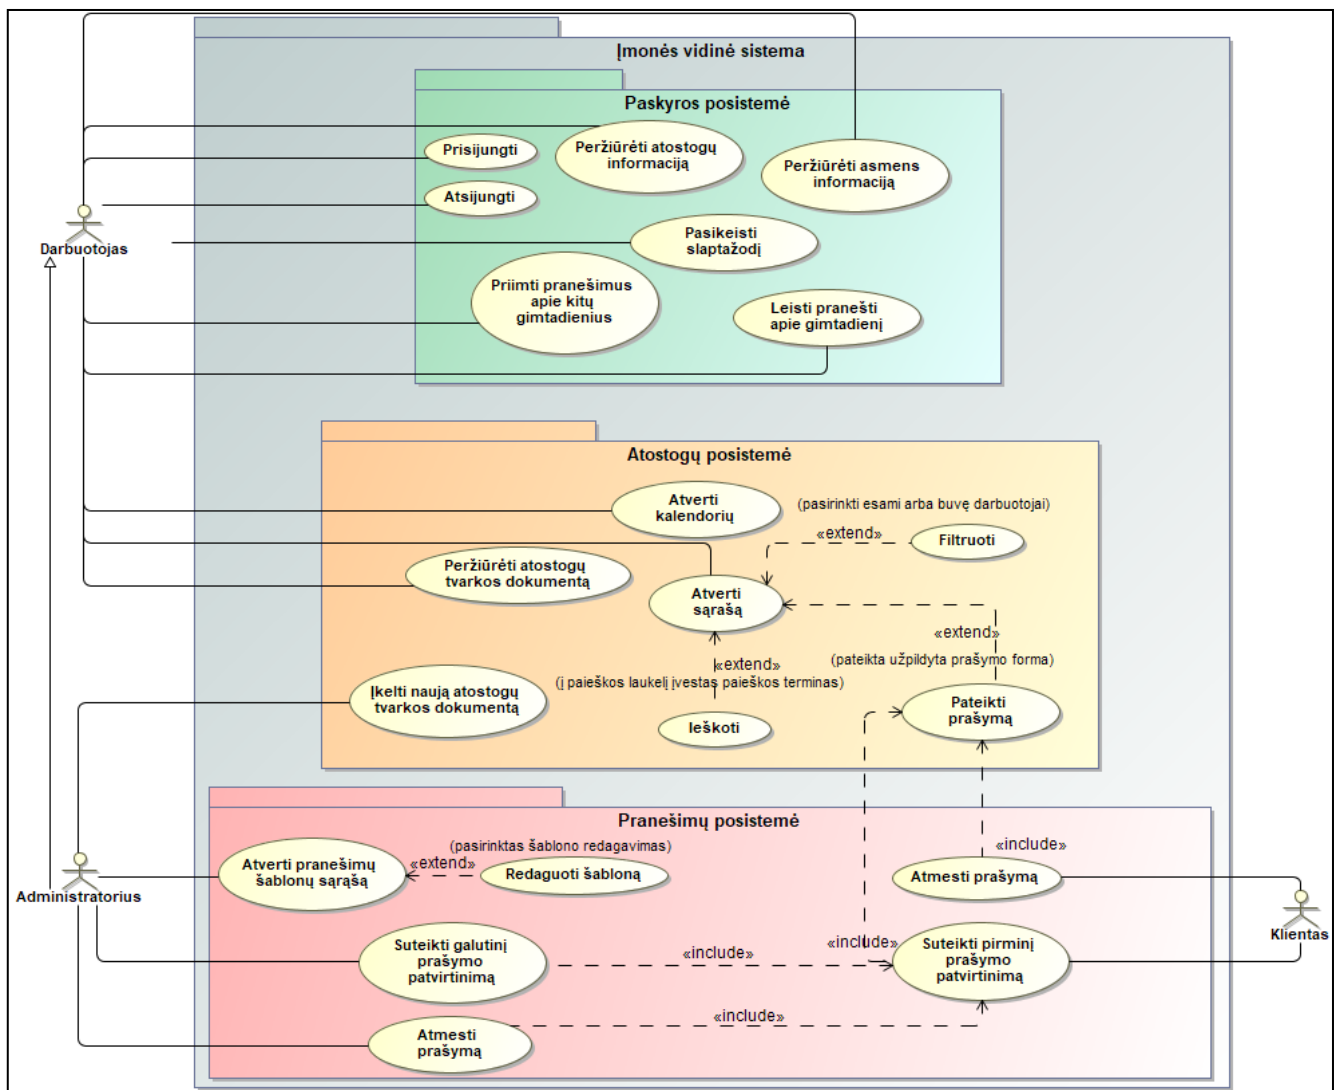 Įmonės vidinė sistema
Paskyros posistemė
Prisijungti
Peržiūrėti atostogų
informaciją
Peržiūrėti asmens
informaciją
Atsijungti
Pasikeisti
slaptažodį
Darbuotojas
Priimti pranešimus
apie kitų
gimtadienius
Leisti pranešti
apie gimtadienį
Atostogų posistemė
Atverti
kalendorių
(pasirinkti esami arba buvę darbuotojai)
«extend»
Filtruoti
Peržiūrėti atostogų
tvarkos dokumentą
Atverti
sąrašą
«extend»
(pateikta užpildyta prašymo forma)
«extend»
(į paieškos laukelį įvestas paieškos terminas)
Įkelti naują atostogų
tvarkos dokumentą
Ieškoti
Pateikti
prašymą
Pranešimų posistemė
(pasirinktas šablono redagavimas)
«extend»
Atverti pranešimų
šablonų sąrašą
Redaguoti šabloną
«include»
Atmesti prašymą
Administratorius
Klientas
Suteikti galutinį
prašymo
patvirtinimą
«include»
«include»
Suteikti pirminį
prašymo
patvirtinimą
«include»
Atmesti
prašymą